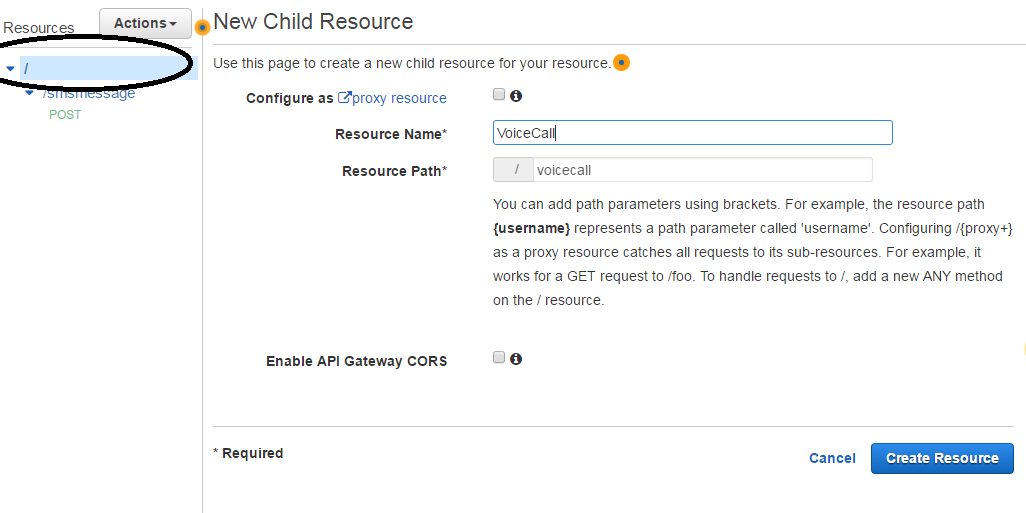 Resources
Actions
/
/smsmessage
POST
New Child Resource
Use this page to create a new child resource for your resource.
Configure as proxy resource
Resource Name*
VoiceCall
Resource Path*
/ voicecall
You can add path parameters using brackets. For example, the resource path
{username} represents a path parameter called 'username'. Configuring /{proxy+}
as a proxy resource catches all requests to its sub-resources. For example, it
works for a GET request to /foo. To handle requests to /, add a new ANY method
on the / resource.
Enable API Gateway CORS
* Required
Cancel
Create Resource